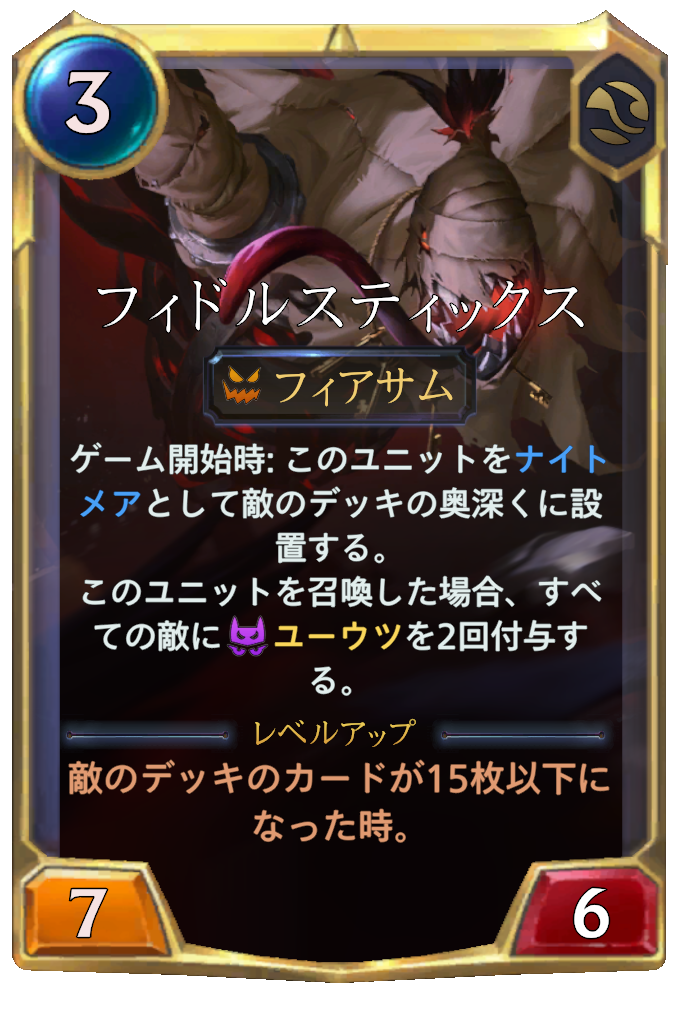 3
フィドルスティックス
フィアサム
ゲーム開始時: このユニットをナイト
メアとして敵のデッキの奥深くに設
置する。
このユニットを召喚した場合、すべ
ての敵にユーウツを2回付与す
る。
レベルアップ
敵のデッキのカードが15枚以下に
なった時。
7
6